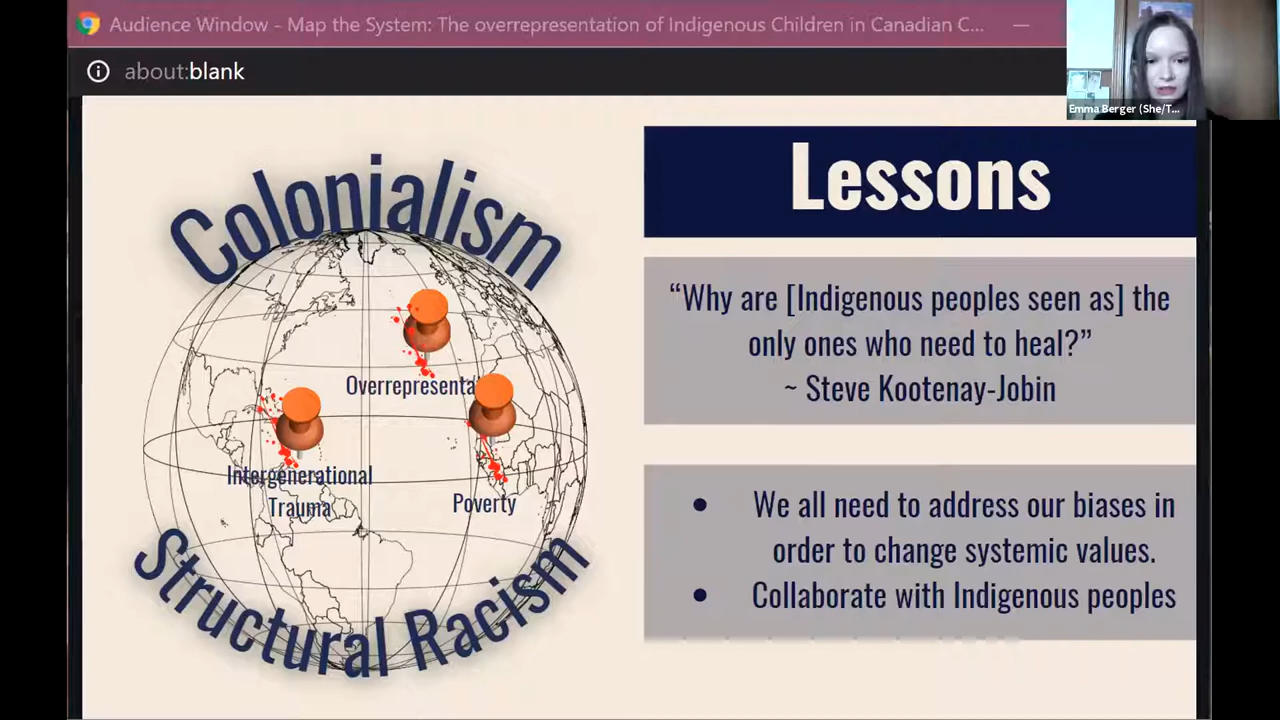 Audience Window - Map the System: The overrepresentation of Indigenous Children in Canadian C...
about:blank
Emma Berger (She/T...
Colonialism
Overrepresenta
Intergenerational
Trauma
Poverty
Structural Racism
Lessons
“Why are [Indigenous peoples seen as] the
only ones who need to heal?”
~ Steve Kootenay-Jobin
• We all need to address our biases in
order to change systemic values.
• Collaborate with Indigenous peoples